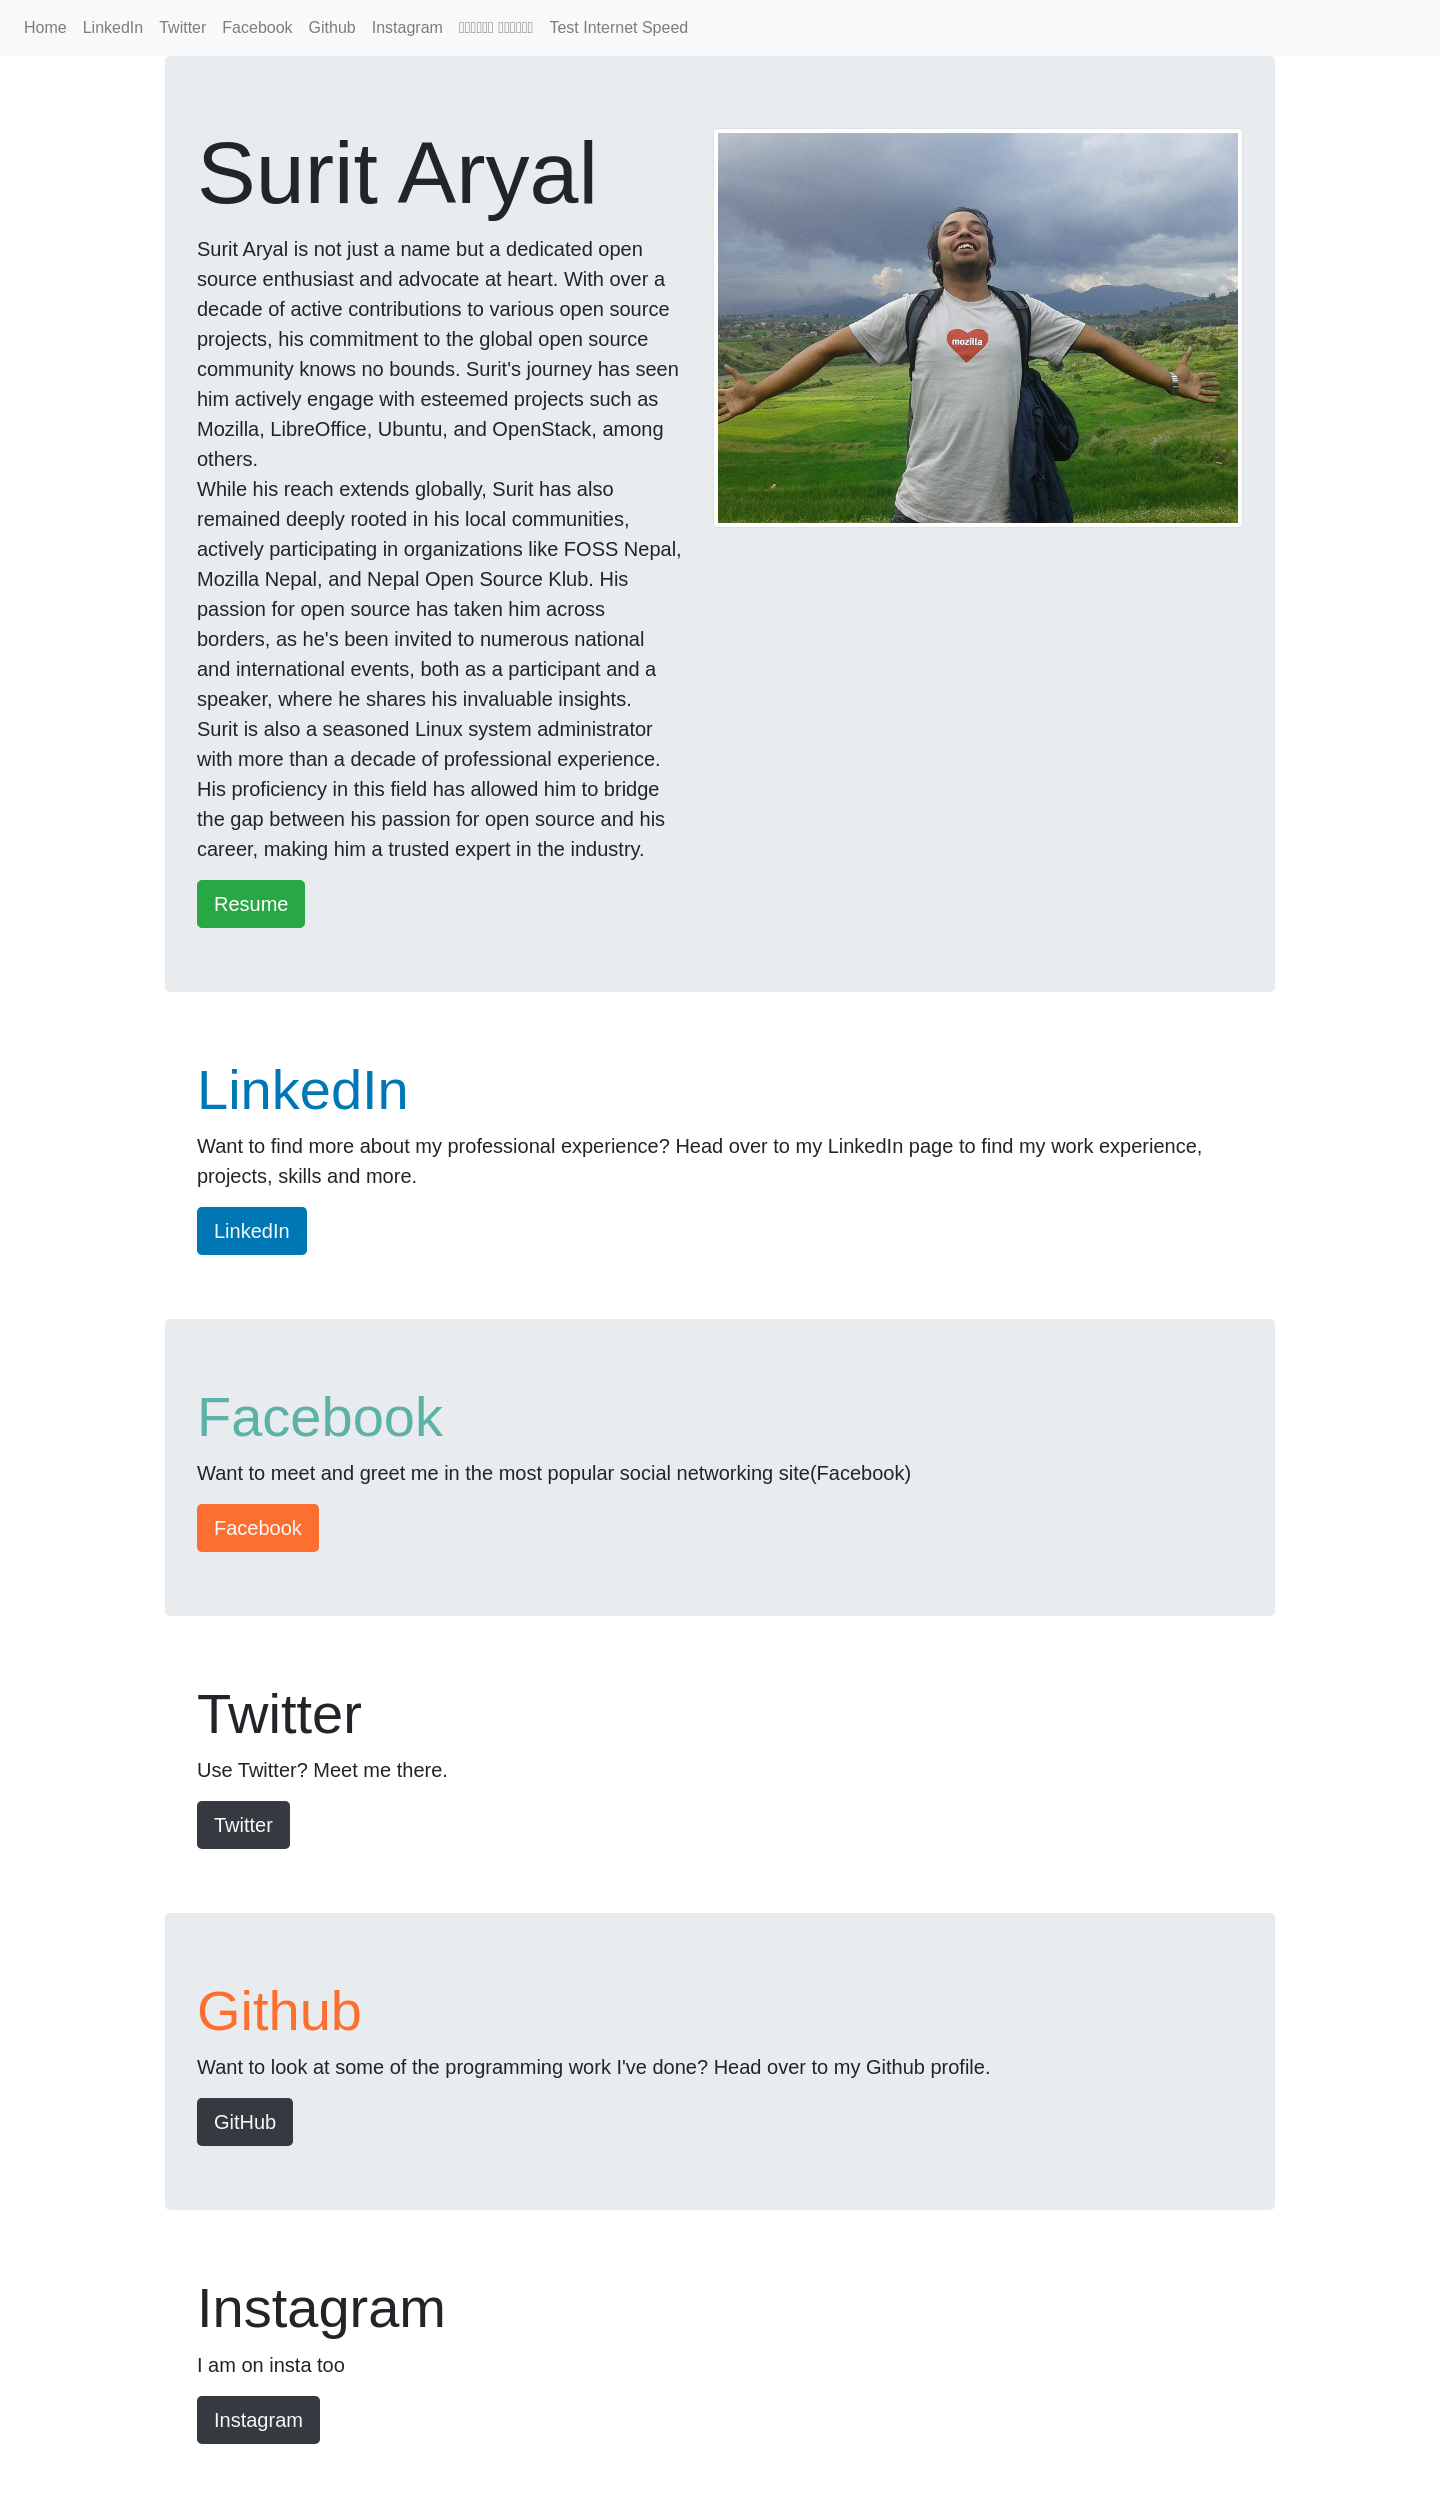 Home LinkedIn Twitter Facebook Github Instagram Test Internet Speed
Surit Aryal
Surit Aryal is not just a name but a dedicated open
source enthusiast and advocate at heart. With over a
decade of active contributions to various open source
projects, his commitment to the global open source
community knows no bounds. Surit's journey has seen
him actively engage with esteemed projects such as
Mozilla, LibreOffice, Ubuntu, and OpenStack, among
others.
While his reach extends globally, Surit has also
remained deeply rooted in his local communities,
actively participating in organizations like FOSS Nepal,
Mozilla Nepal, and Nepal Open Source Klub. His
passion for open source has taken him across
borders, as he's been invited to numerous national
and international events, both as a participant and a
speaker, where he shares his invaluable insights.
Surit is also a seasoned Linux system administrator
with more than a decade of professional experience.
His proficiency in this field has allowed him to bridge
the gap between his passion for open source and his
career, making him a trusted expert in the industry.
Resume
mozilla
LinkedIn
Want to find more about my professional experience? Head over to my LinkedIn page to find my work experience,
projects, skills and more.
LinkedIn
Facebook
Want to meet and greet me in the most popular social networking site(Facebook)
Facebook
Twitter
Use Twitter? Meet me there.
Twitter
Github
Want to look at some of the programming work I've done? Head over to my Github profile.
GitHub
Instagram
I am on insta too
Instagram